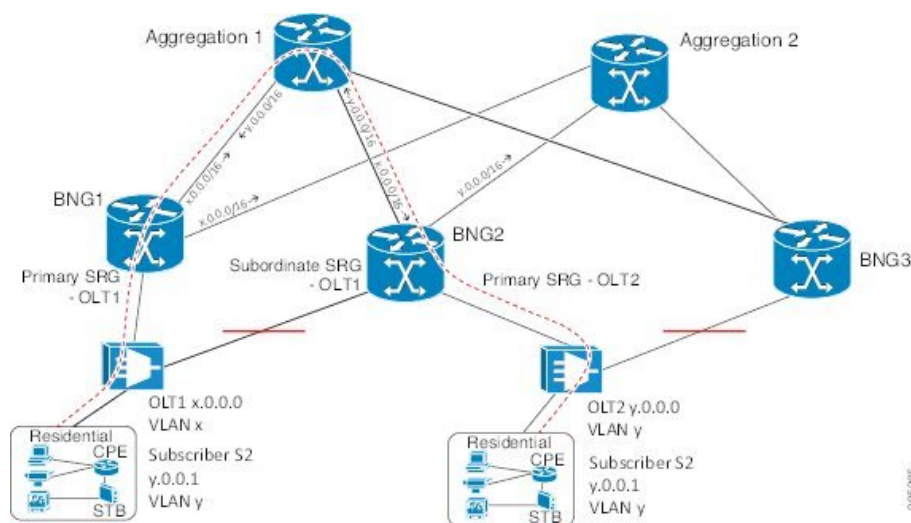 Aggregation 1
Aggregation 2
←y.0.0.0/16
x.0.0.0/16→
←y.0.0.0/16
x.0.0.0/16→
y.0.0.0/16→
x.0.0.0/16→
BNG1
BNG2
BNG3
Primary SRG
- OLT1
Subordinate SRG
- OLT1
Primary SRG - OLT2
OLT1 x.0.0.0
VLAN x
OLT2 y.0.0.0
VLAN y
Residential
CPE
STB
Subscriber S2
y.0.0.1
VLAN y
Residential
CPE
STB
Subscriber S2
y.0.0.1
VLAN y